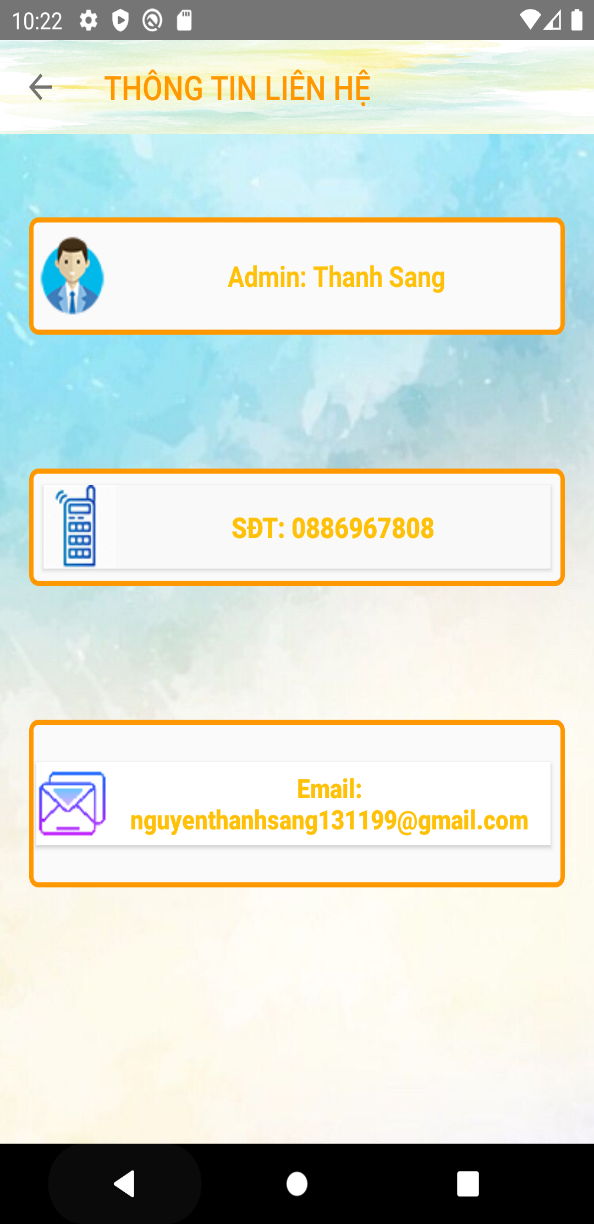 10:22
THÔNG TIN LIÊN HỆ
Admin: Thanh Sang
SĐT: 0886967808
Email:
nguyenthanhsang131199@gmail.com